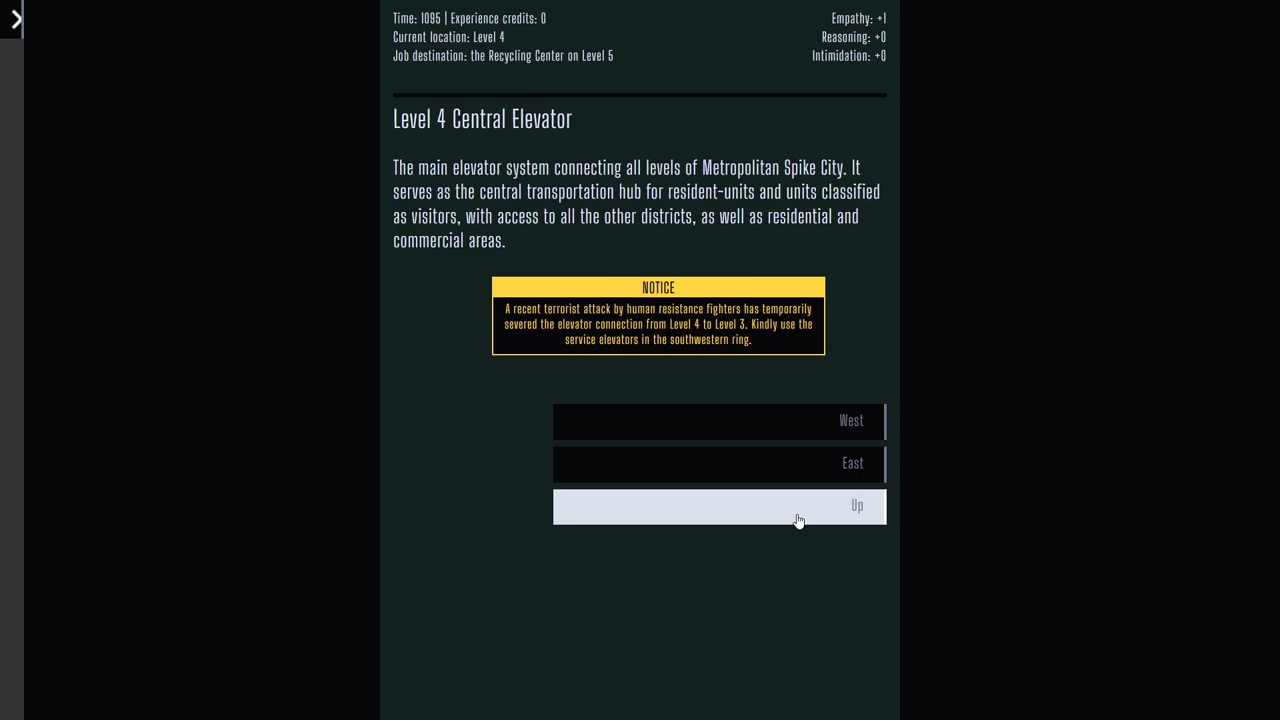 Time: 1095 | Experience credits: 0
Empathy: +1
Current location: Level 4
Reasoning: +0
Job destination: the Recycling Center on Level 5
Intimidation: +0
Level 4 Central Elevator
The main elevator system connecting all levels of Metropolitan Spike City. It
serves as the central transportation hub for resident-units and units classified
as visitors, with access to all the other districts, as well as residential and
commercial areas.
NOTICE
A recent terrorist attack by human resistance fighters has temporarily
severed the elevator connection from Level 4 to Level 3. Kindly use the
service elevators in the southwestern ring.
West
East
Up